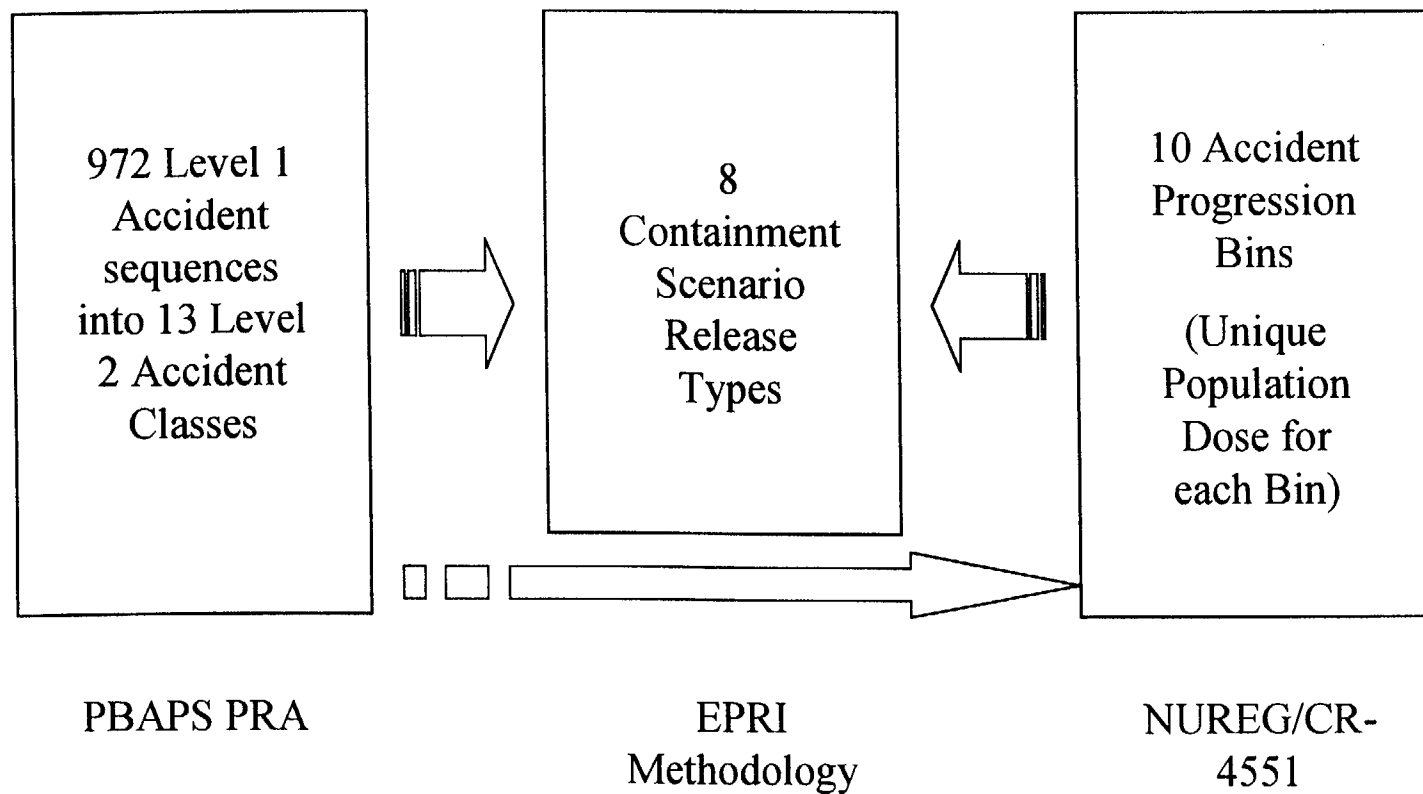 972 Level 1
Accident
sequences
into 13 Level
2 Accident
Classes
8
Containment
Scenario
Release
Types
10 Accident
Progression
Bins
(Unique
Population
Dose for
each Bin)
PBAPS PRA
EPRI
Methodology
NUREG/CR-
4551